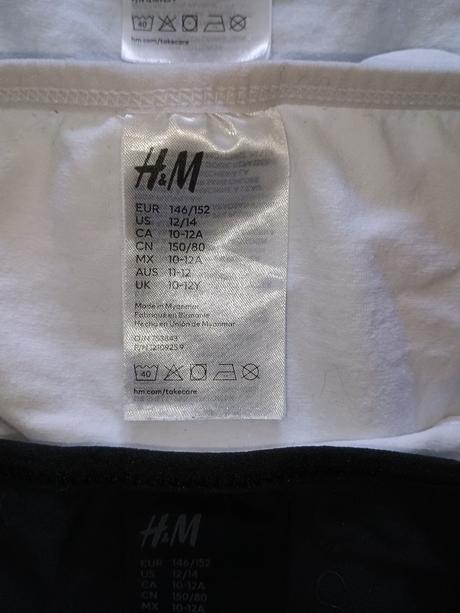 40
hm.com/takecare
H&M
EUR 146/152
US 12/14
CA 10-12A
CN 150/80
MX 10-12A
AUS 11-12
UK 10-12Y
Made in Myanmar
Fabriqué en Birmanie
Hecho en Unión de Myanmar
O/N 753843
40
hm.com/takecare
H&M
EUR 146/152
US 12/14
CA 10-12A
CN 150/80
MX 10-12A